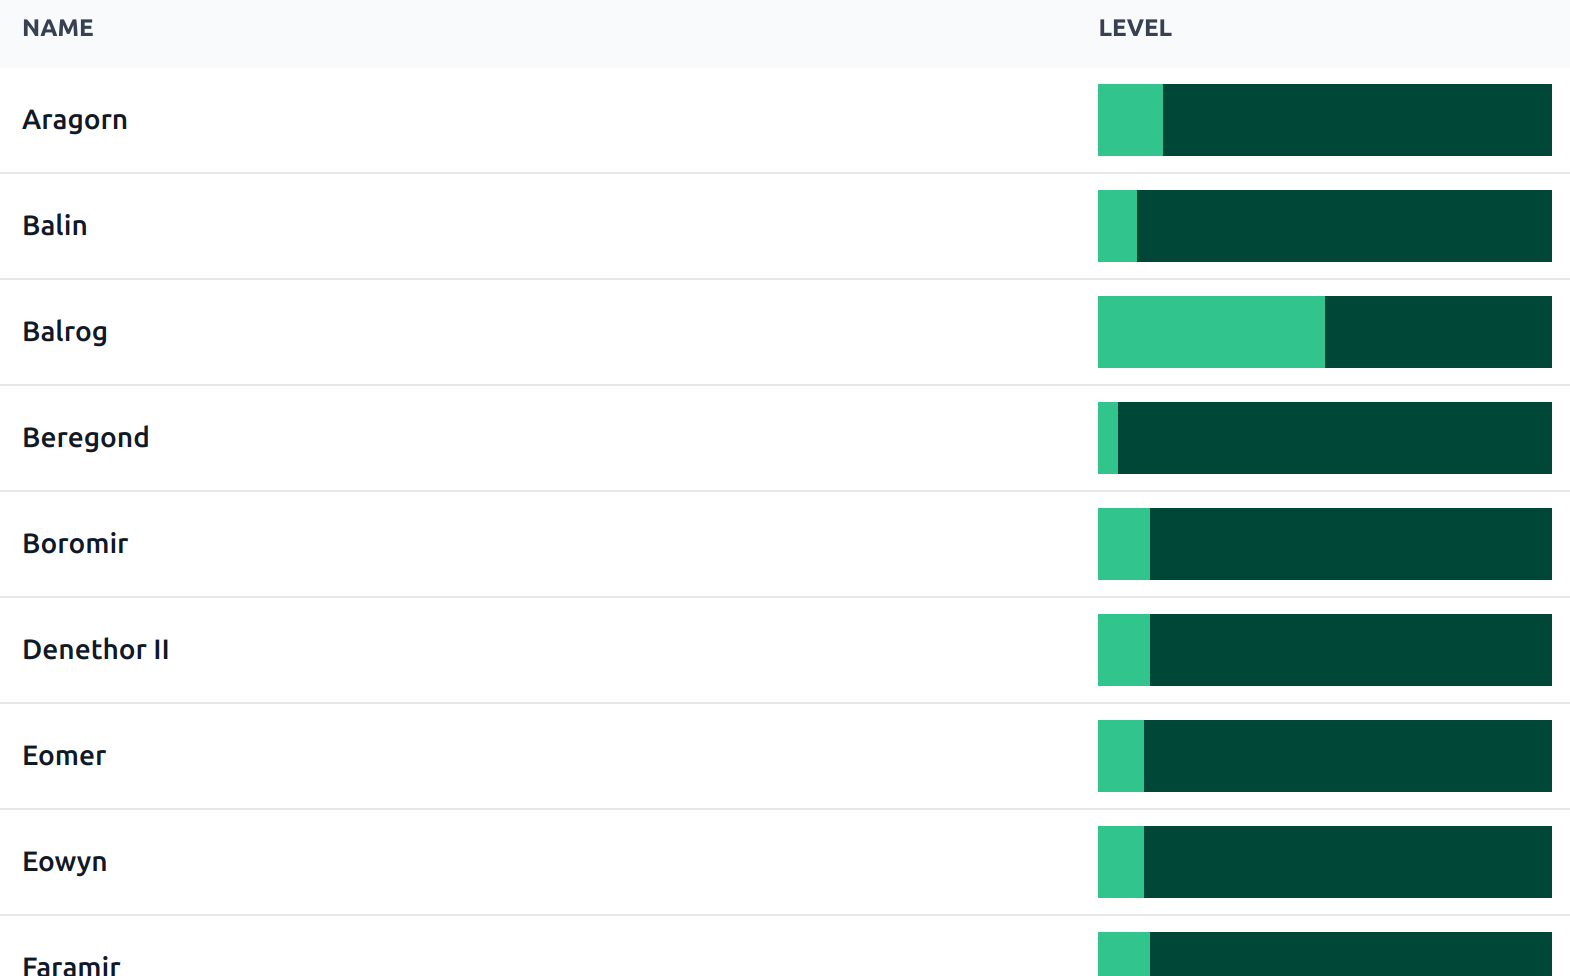 NAME LEVEL
Aragorn
Balin
Balrog
Beregond
Boromir
Denethor II
Eomer
Eowyn
Faramir